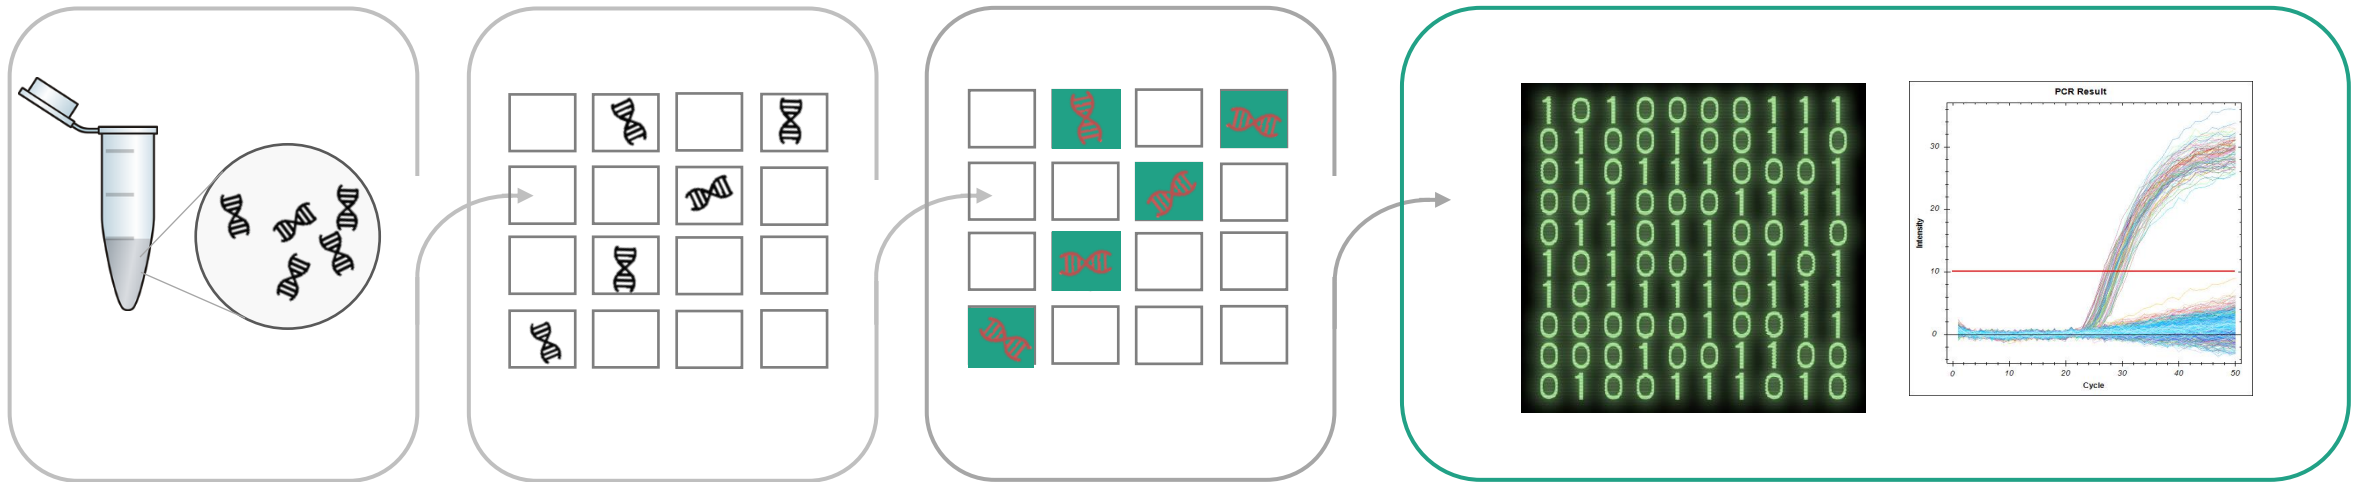 1 0 1 0 0 0 0 1 1 1
0 1 0 0 1 0 0 1 1 0
0 1 0 1 1 1 0 0 0 1
0 0 1 0 0 0 1 1 1 1
0 1 1 0 1 1 0 0 1 0
1 0 1 0 0 1 0 1 0 1
1 0 1 1 1 1 0 1 1 1
0 0 0 0 0 1 0 0 1 1
0 0 0 1 0 0 1 1 0 0
0 1 0 0 1 1 1 0 1 0
PCR Result
Intensity
30
20
10
0
0 10 20 30 40 50
Cycle